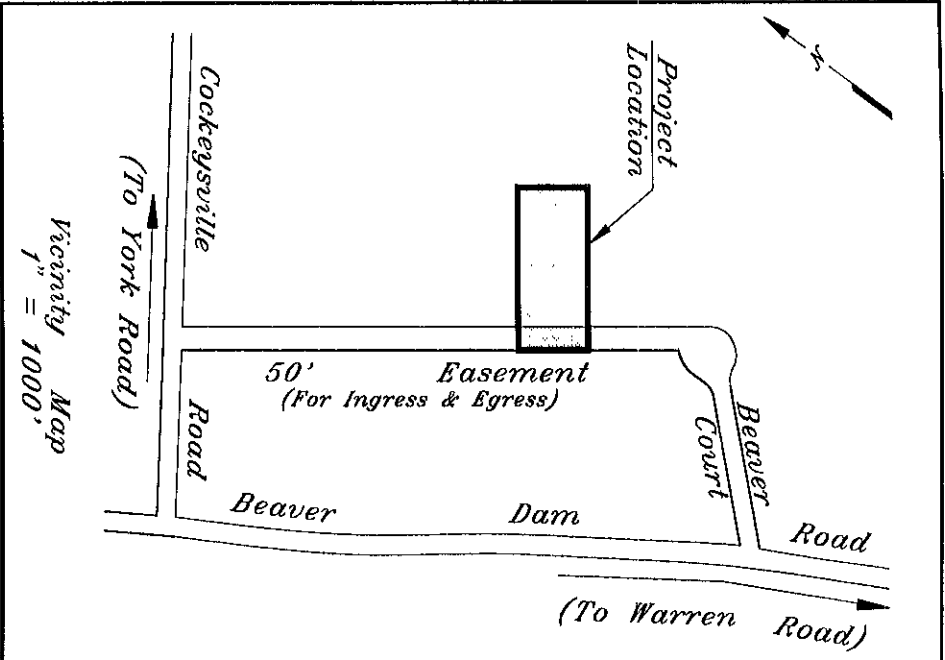 N
Project
Location
Cockeysville
Road
(To York Road)
Vicinity Map
1" = 1000'
50' Easement
(For Ingress & Egress)
Beaver
Court
Beaver Dam Road
(To Warren Road)